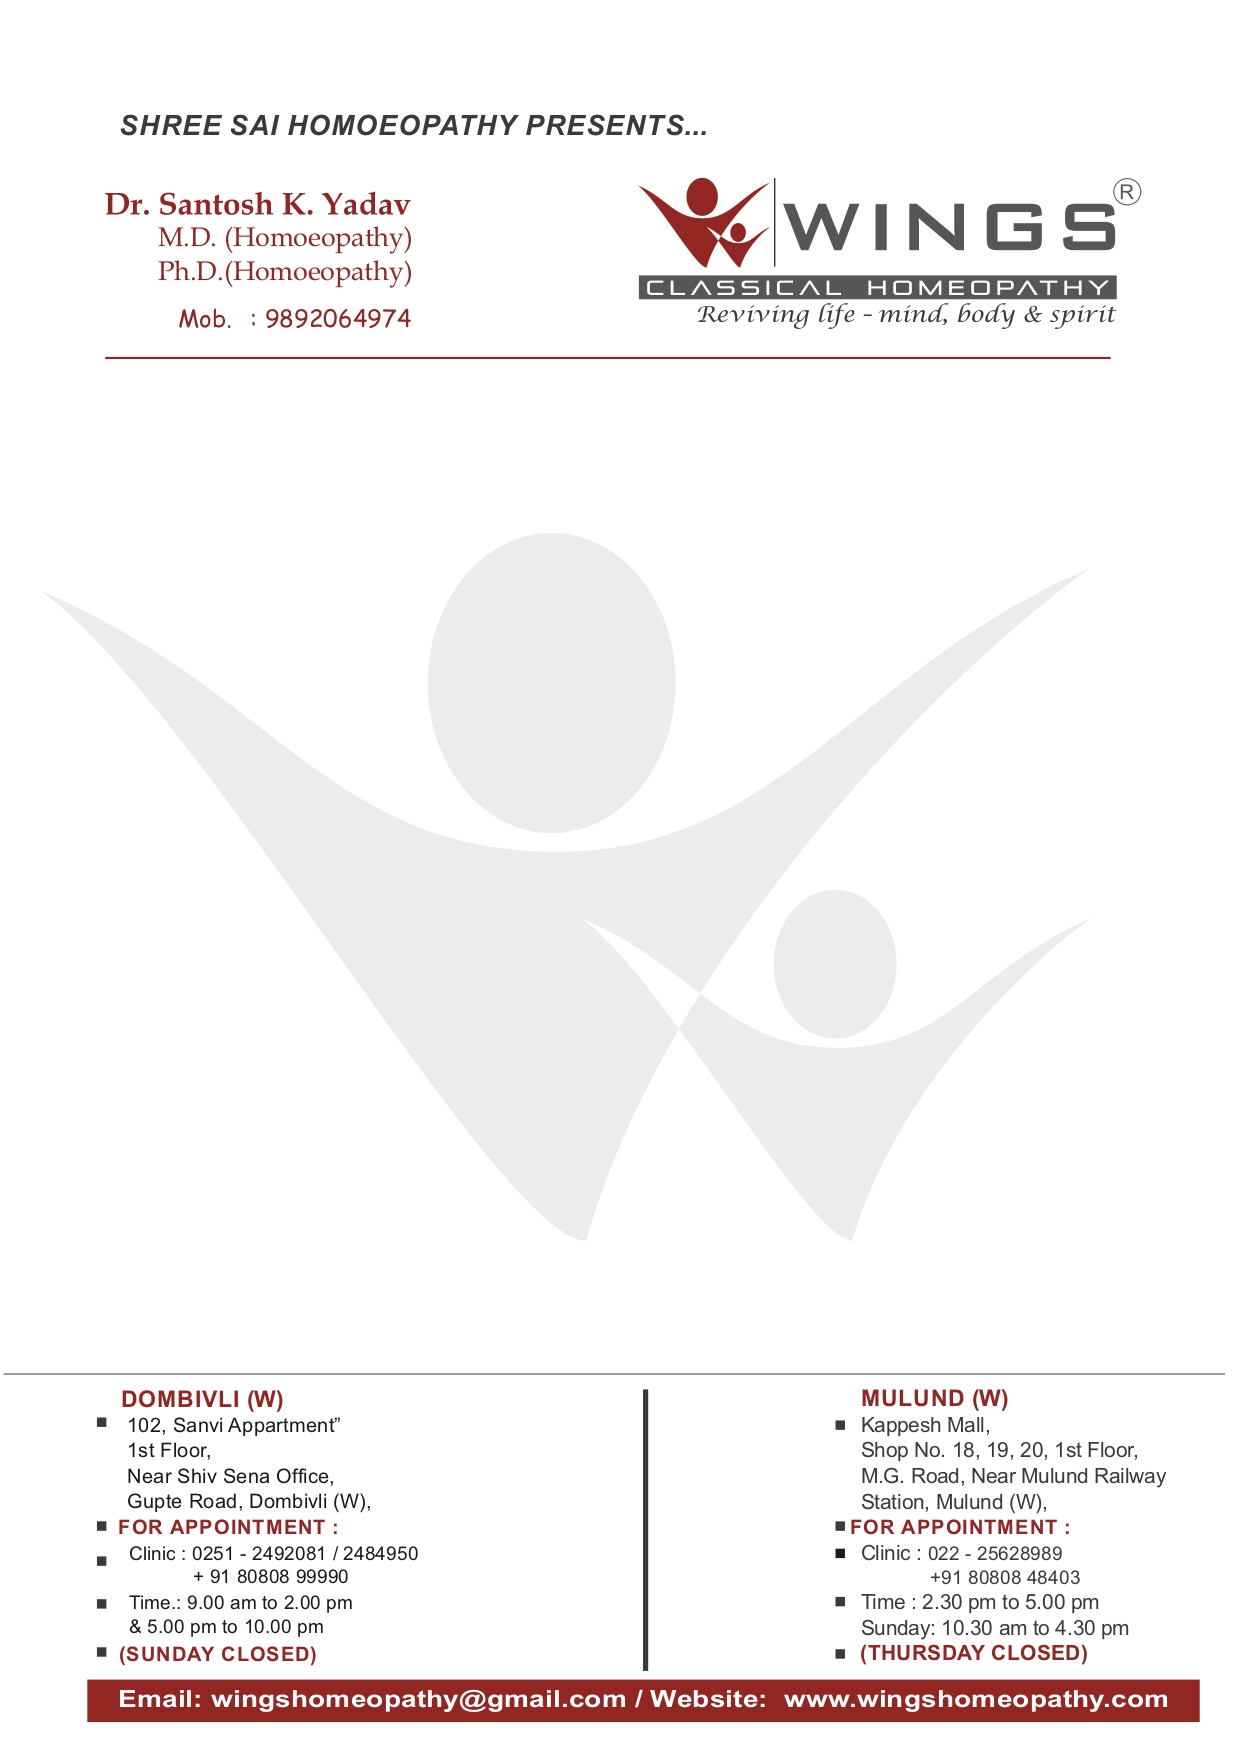 SHREE SAI HOMOEOPATHY PRESENTS...
Dr. Santosh K. Yadav
M.D. (Homoeopathy)
Ph.D.(Homoeopathy)
Mob. : 9892064974
WINGS®
CLASSICAL HOMEOPATHY
Reviving life – mind, body & spirit
DOMBIVLI (W)
102, Sanvi Appartment”
1st Floor,
Near Shiv Sena Office,
Gupte Road, Dombivli (W),
FOR APPOINTMENT :
Clinic : 0251 - 2492081 / 2484950
+ 91 80808 99990
Time.: 9.00 am to 2.00 pm
& 5.00 pm to 10.00 pm
(SUNDAY CLOSED)
MULUND (W)
Kappesh Mall,
Shop No. 18, 19, 20, 1st Floor,
M.G. Road, Near Mulund Railway
Station, Mulund (W),
FOR APPOINTMENT :
Clinic : 022 - 25628989
+91 80808 48403
Time : 2.30 pm to 5.00 pm
Sunday: 10.30 am to 4.30 pm
(THURSDAY CLOSED)
Email: wingshomeopathy@gmail.com / Website: www.wingshomeopathy.com